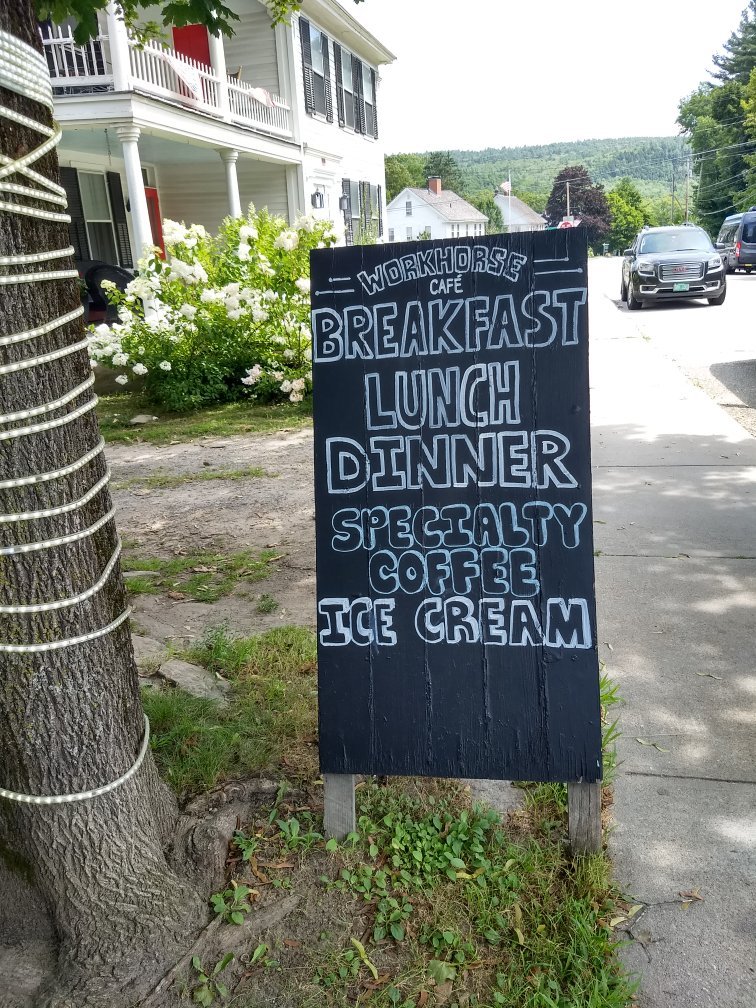 WORKHORSE
CAFÉ
BREAKFAST
LUNCH
DINNER
SPECIALTY
COFFEE
ICE CREAM